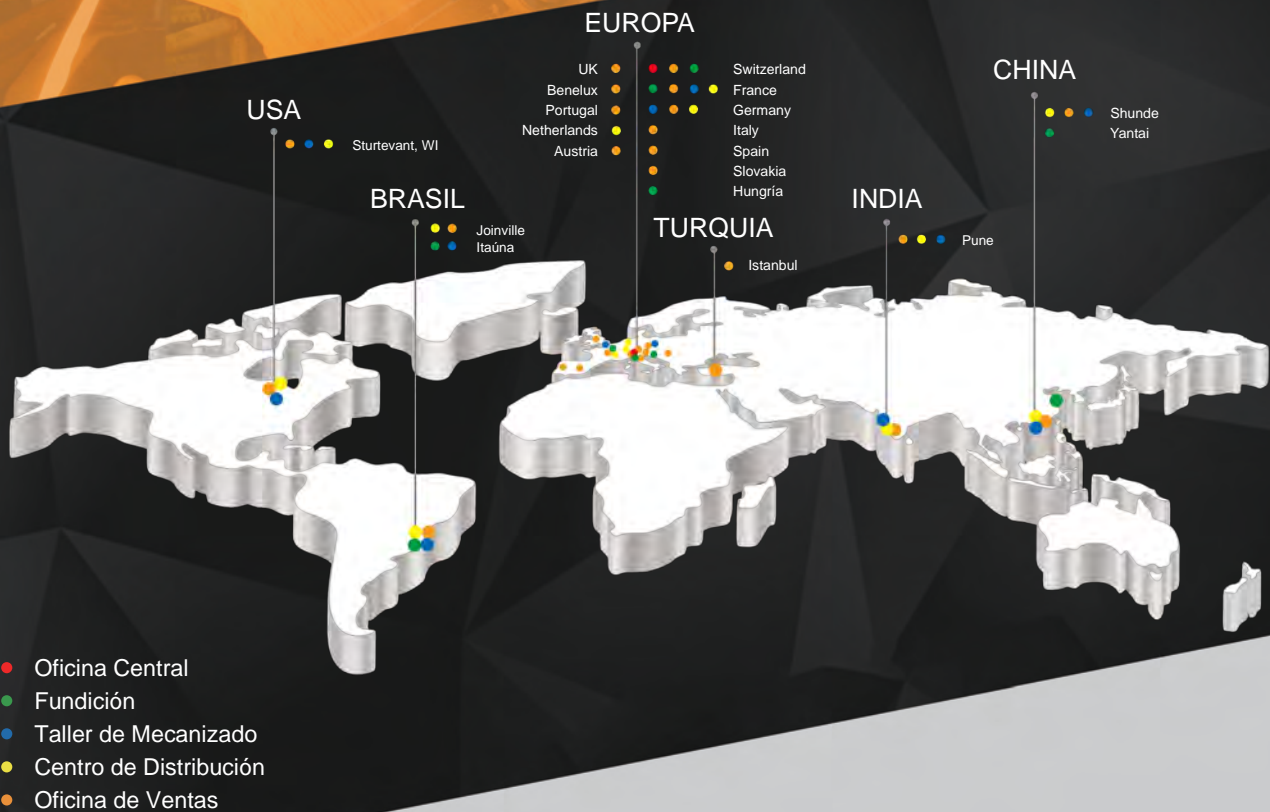 EUROPA
UK
Benelux
Portugal
Netherlands
Austria
Switzerland
France
Germany
Italy
Spain
Slovakia
Hungría
CHINA
Shunde
Yantai
USA
Sturtevant, WI
BRASIL
Joinville
Itaúna
TURQUIA
Istanbul
INDIA
Pune
Oficina Central
Fundición
Taller de Mecanizado
Centro de Distribución
Oficina de Ventas